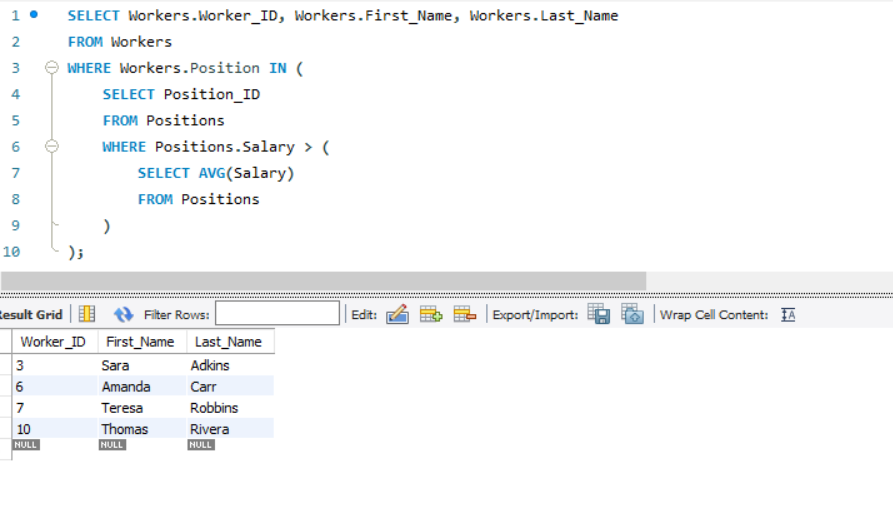 1 SELECT Workers.Worker_ID, Workers.First_Name, Workers.Last_Name
2 FROM Workers
3 WHERE Workers.Position IN (
4 SELECT Position_ID
5 FROM Positions
6 WHERE Positions.Salary > (
7 SELECT AVG(Salary)
8 FROM Positions
9 )
10 );
Result Grid Filter Rows: Edit: Export/Import: Wrap Cell Content: IA
Worker_ID First_Name Last_Name
3 Sara Adkins
6 Amanda Carr
7 Teresa Robbins
10 Thomas Rivera
NULL NULL NULL